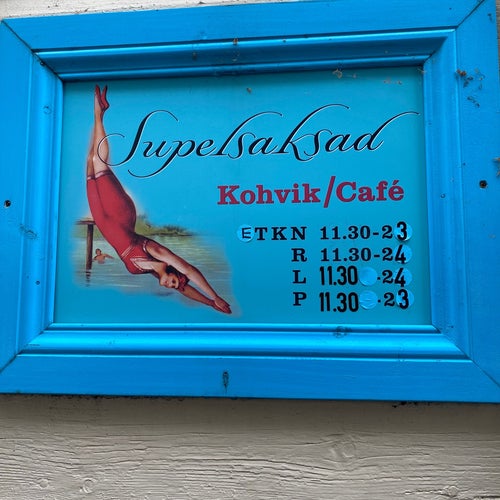 Supelsaksad
Kohvik/Café
ETKN 11.30-23
R 11.30-24
L 11.30-24
P 11.30-23